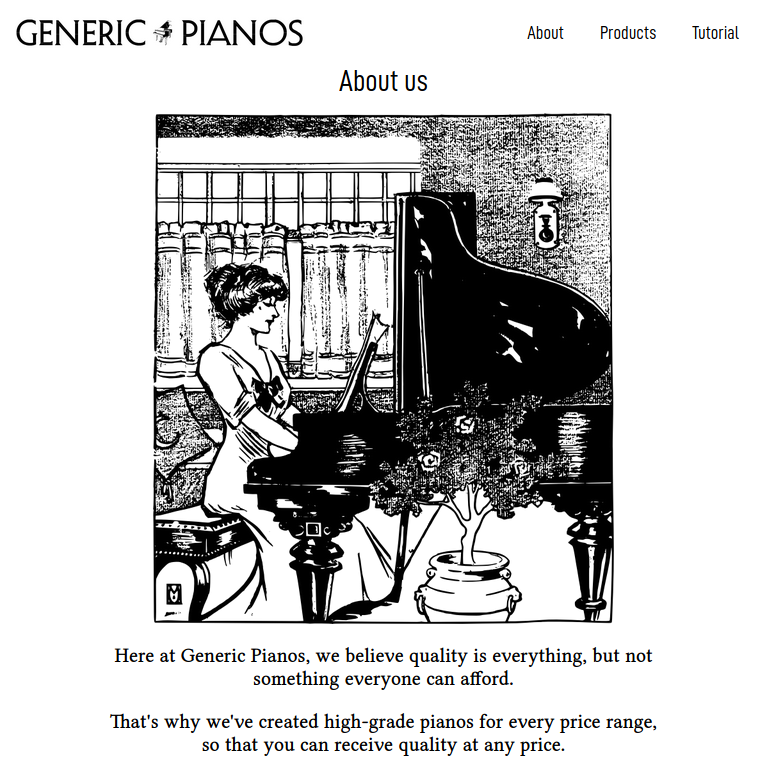 GENERIC PIANOS
About
Products
Tutorial
About us
Here at Generic Pianos, we believe quality is everything, but not
something everyone can afford.
That's why we've created high-grade pianos for every price range,
so that you can receive quality at any price.